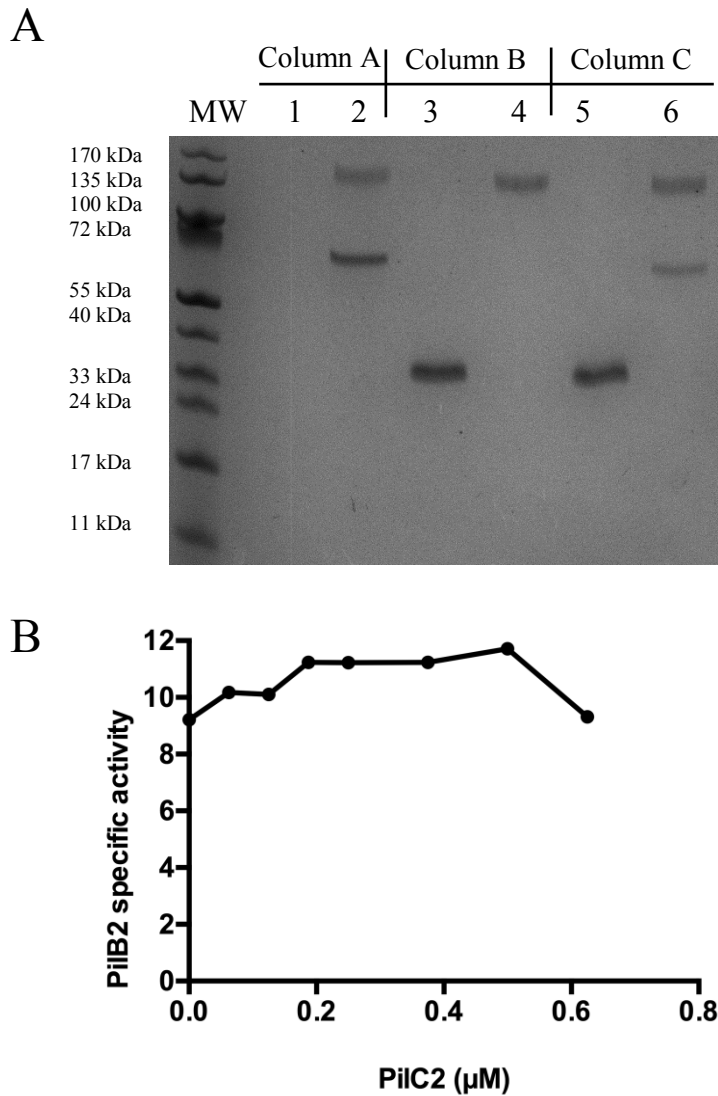 A
Column A Column B Column C
MW 1 2 3 4 5 6
170 kDa
135 kDa
100 kDa
72 kDa
55 kDa
40 kDa
33 kDa
24 kDa
17 kDa
11 kDa
B
PilB2 specific activity
12
10
8
6
4
2
0
0.0 0.2 0.4 0.6 0.8
PilC2 (µM)